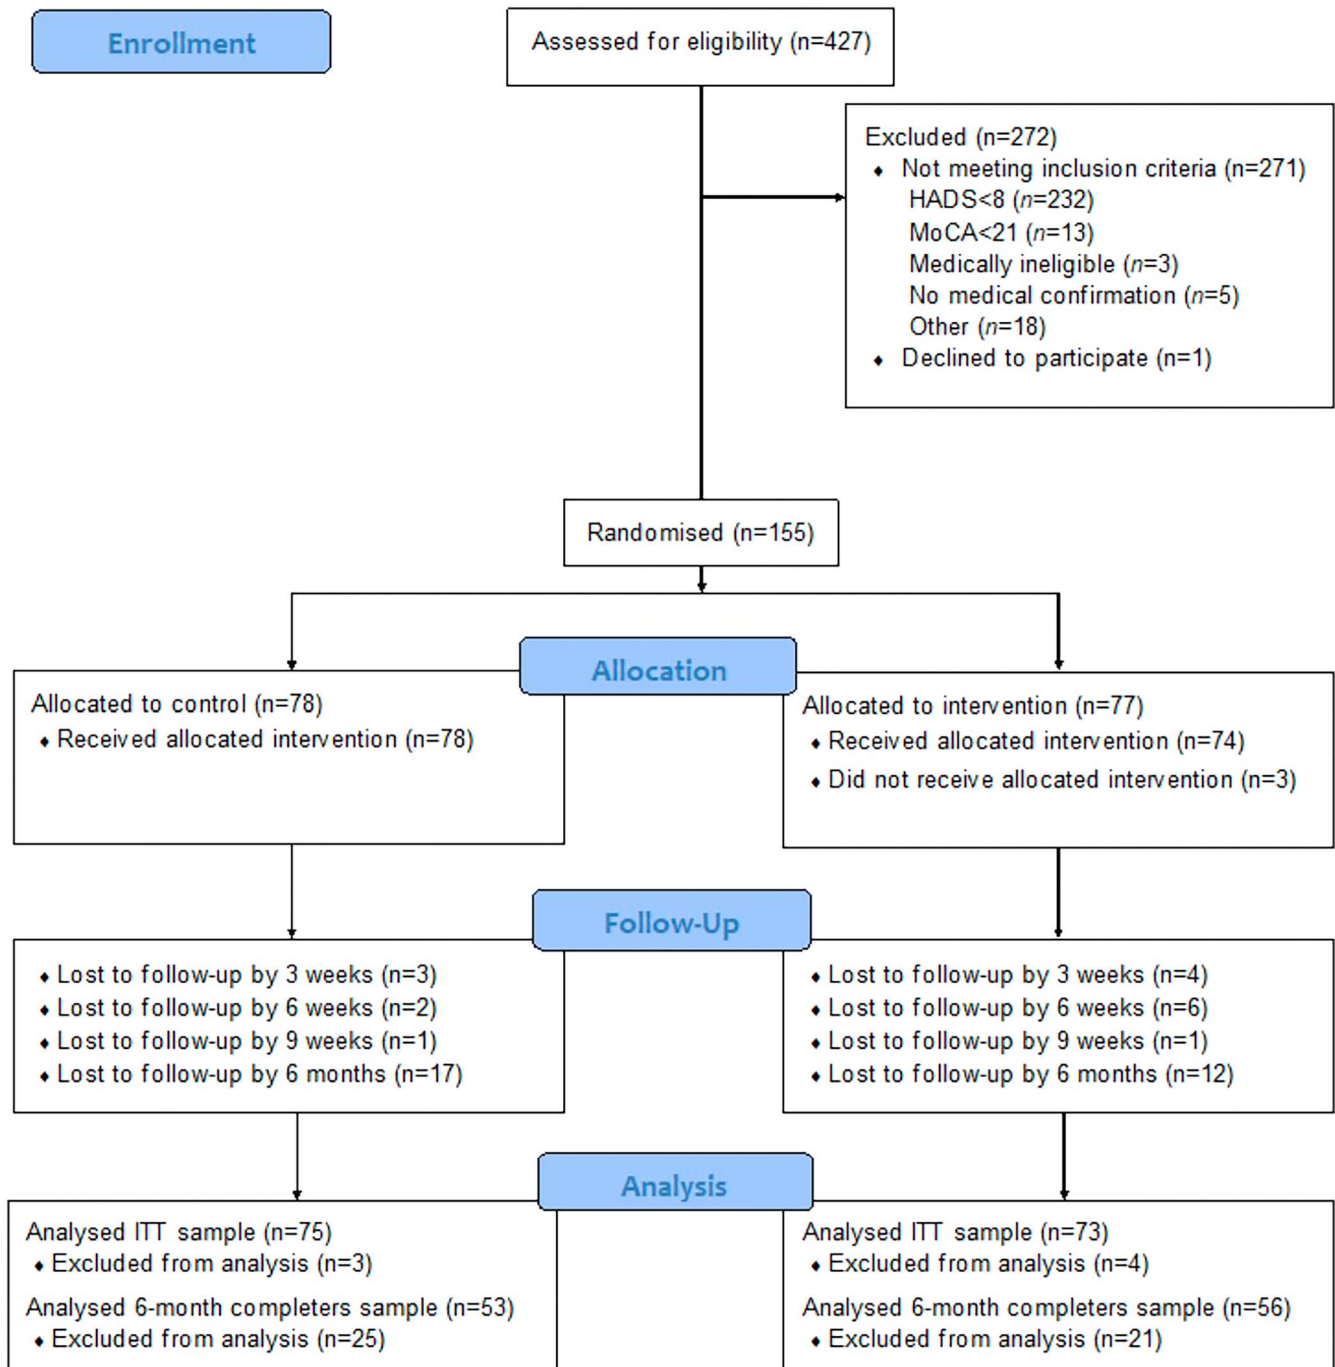 Enrollment
Assessed for eligibility (n=427)
Excluded (n=272)
♦ Not meeting inclusion criteria (n=271)
HADS<8 (n=232)
MoCA<21 (n=13)
Medically ineligible (n=3)
No medical confirmation (n=5)
Other (n=18)
♦ Declined to participate (n=1)
Randomised (n=155)
Allocation
Allocated to control (n=78)
♦ Received allocated intervention (n=78)
Allocated to intervention (n=77)
♦ Received allocated intervention (n=74)
♦ Did not receive allocated intervention (n=3)
Follow-Up
♦ Lost to follow-up by 3 weeks (n=3)
♦ Lost to follow-up by 6 weeks (n=2)
♦ Lost to follow-up by 9 weeks (n=1)
♦ Lost to follow-up by 6 months (n=17)
♦ Lost to follow-up by 3 weeks (n=4)
♦ Lost to follow-up by 6 weeks (n=6)
♦ Lost to follow-up by 9 weeks (n=1)
♦ Lost to follow-up by 6 months (n=12)
Analysis
Analysed ITT sample (n=75)
♦ Excluded from analysis (n=3)
Analysed 6-month completers sample (n=53)
♦ Excluded from analysis (n=25)
Analysed ITT sample (n=73)
♦ Excluded from analysis (n=4)
Analysed 6-month completers sample (n=56)
♦ Excluded from analysis (n=21)